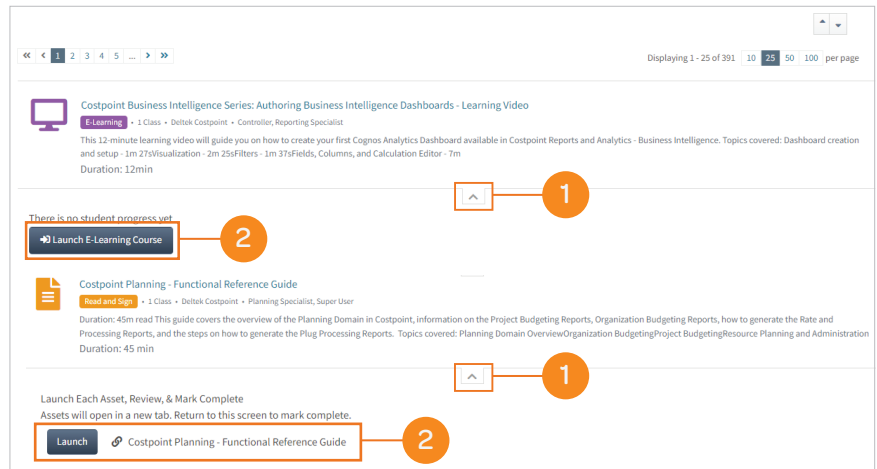 « ‹ 1 2 3 4 5 ... › »
Displaying 1 - 25 of 391 10 25 50 100 per page
Costpoint Business Intelligence Series: Authoring Business Intelligence Dashboards - Learning Video
E-Learning • 1 Class • Deltek Costpoint • Controller, Reporting Specialist
This 12-minute learning video will guide you on how to create your first Cognos Analytics Dashboard available in Costpoint Reports and Analytics - Business Intelligence. Topics covered: Dashboard creation
and setup - 1m 27sVisualization - 2m 25sFilters - 1m 37sFields, Columns, and Calculation Editor - 7m
Duration: 12min
1
There is no student progress yet
Launch E-Learning Course
2
Costpoint Planning - Functional Reference Guide
Read and Sign • 1 Class • Deltek Costpoint • Planning Specialist, Super User
Duration: 45m read This guide covers the overview of the Planning Domain in Costpoint, information on the Project Budgeting Reports, Organization Budgeting Reports, how to generate the Rate and
Processing Reports, and the steps on how to generate the Plug Processing Reports. Topics covered: Planning Domain OverviewOrganization BudgetingProject BudgetingResource Planning and Administration
Duration: 45 min
1
Launch Each Asset, Review, & Mark Complete
Assets will open in a new tab. Return to this screen to mark complete.
Launch Costpoint Planning - Functional Reference Guide
2